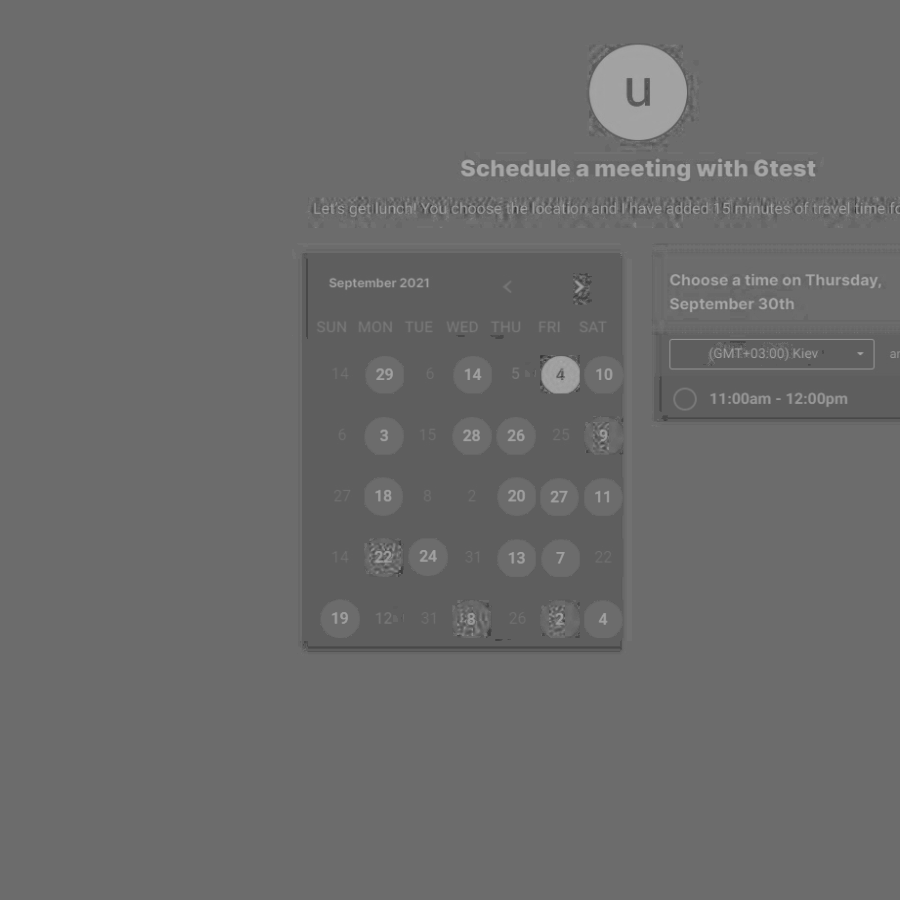 u
Schedule a meeting with 6test
Let's get lunch! You choose the location and I have added 15 minutes of travel time
September 2021 < >
SUN MON TUE WED THU FRI SAT
14 29 6 14 5 4 10
6 3 15 28 26 25 9
27 18 8 2 20 27 11
14 22 24 31 13 7 22
19 12 31 8 26 2 4
Choose a time on Thursday,
September 30th
(GMT+03:00) Kiev
11:00am - 12:00pm